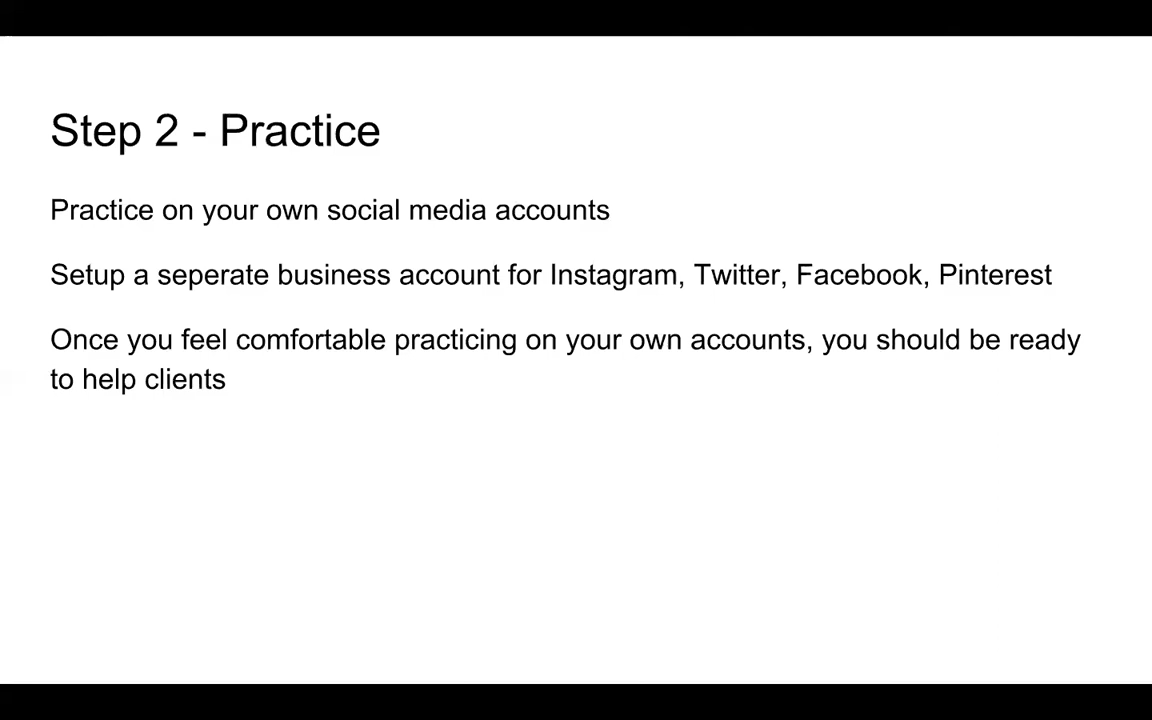 Step 2 - Practice
Practice on your own social media accounts
Setup a seperate business account for Instagram, Twitter, Facebook, Pinterest
Once you feel comfortable practicing on your own accounts, you should be ready
to help clients